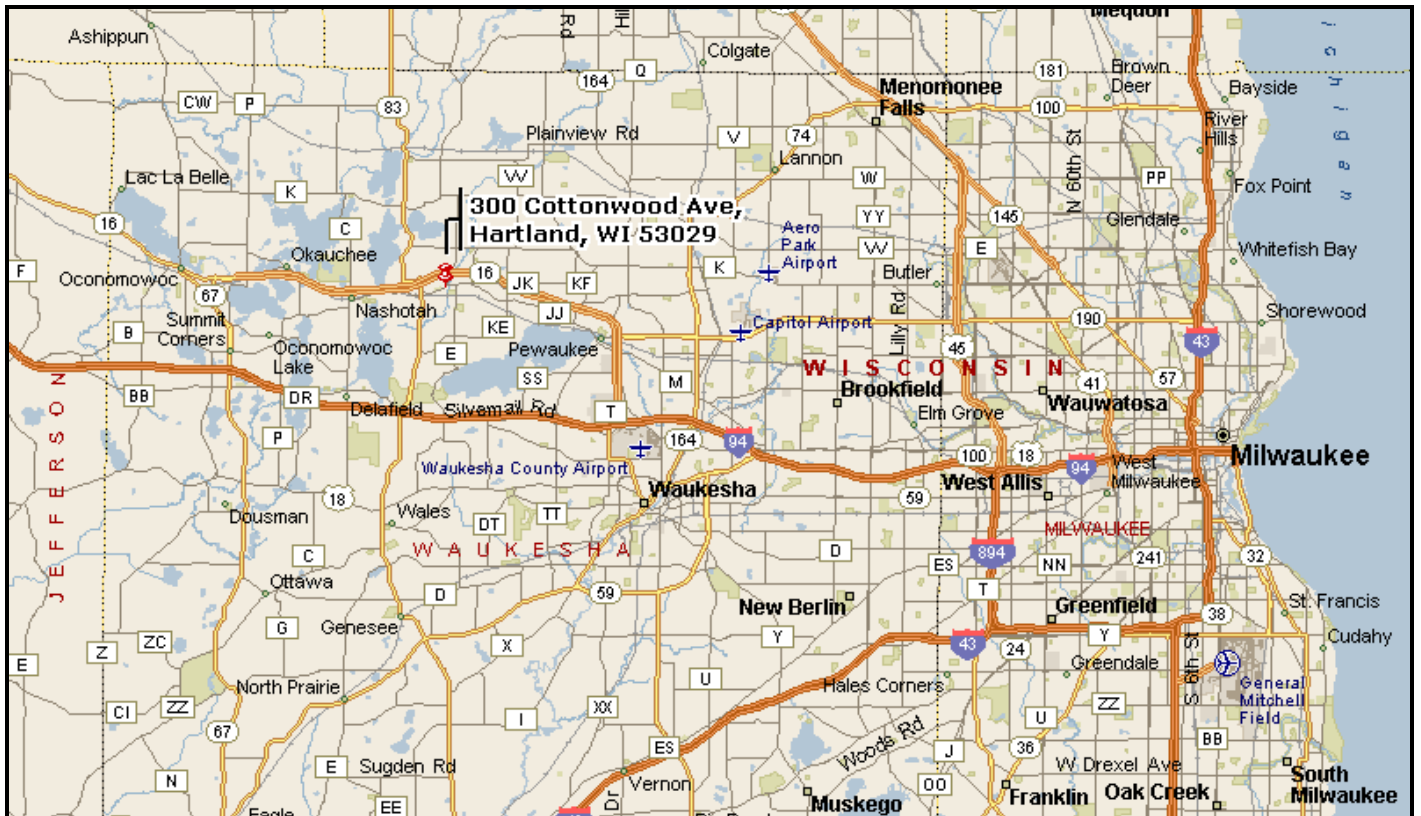 Mequon
Ashippun
Rd
Hil
Colgate
164
Q
181
Brown
Deer
CW
P
83
Menomonee
Falls
100
Bayside
Plainview Rd
V
74
River
Hills
Lannon
N 60th St
Lac La Belle
K
VV
W
PP
Fox Point
16
300 Cottonwood Ave,
Hartland, WI 53029
C
YY
145
Glendale
Aero
Park
Airport
VV
E
Whitefish Bay
Okauchee
F
Oconomowoc
16
JK
KF
K
Butler
67
Nashotah
JJ
Lilly Rd
Shorewood
Summit
Corners
B
KE
Capitol Airport
190
Oconomowoc
Lake
E
Pewaukee
45
43
WISCONSIN
SS
M
Brookfield
41
57
BB
DR
Delafield
Silvernail Rd
T
Wauwatosa
Elm Grove
JEFFERSON
P
164
94
Milwaukee
Waukesha County Airport
100
18
94
West
Milwaukee
West Allis
18
Waukesha
59
Dousman
Wales
DT
TT
MILWAUKEE
C
WAUKESHA
D
894
241
32
ES
NN
Ottawa
D
59
T
New Berlin
Greenfield
St. Francis
G
Genesee
38
Z
ZC
X
Y
43
24
Y
Cudahy
E
S 6th St
Greendale
North Prairie
U
Hales Corners
General
Mitchell
Field
CI
ZZ
I
XX
U
ZZ
67
ES
Woods Rd
J
36
BB
N
E
Sugden Rd
Vernon
OO
W Drexel Ave
South
Milwaukee
EE
Dr
Muskego
Franklin
Oak Creek
Eagle